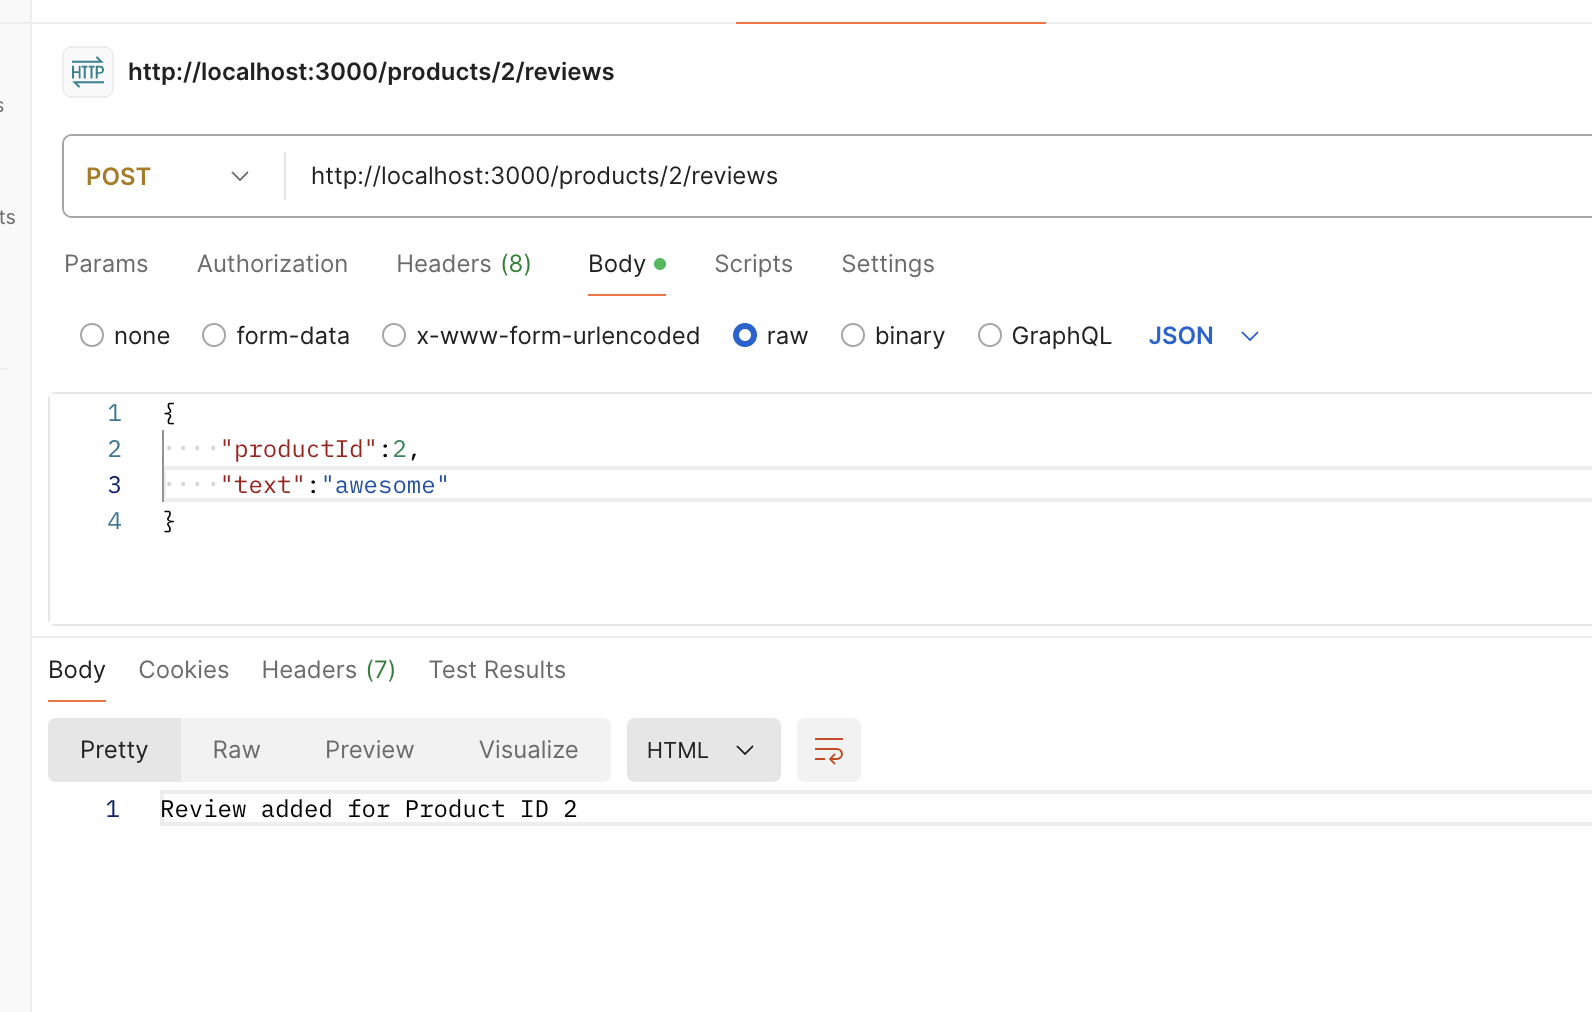 HTTP http://localhost:3000/products/2/reviews
s
POST http://localhost:3000/products/2/reviews
ts
Params Authorization Headers (8) Body Scripts Settings
none form-data x-www-form-urlencoded raw binary GraphQL JSON
1 {
2 "productId":2,
3 "text":"awesome"
4 }
Body Cookies Headers (7) Test Results
Pretty Raw Preview Visualize HTML
1 Review added for Product ID 2